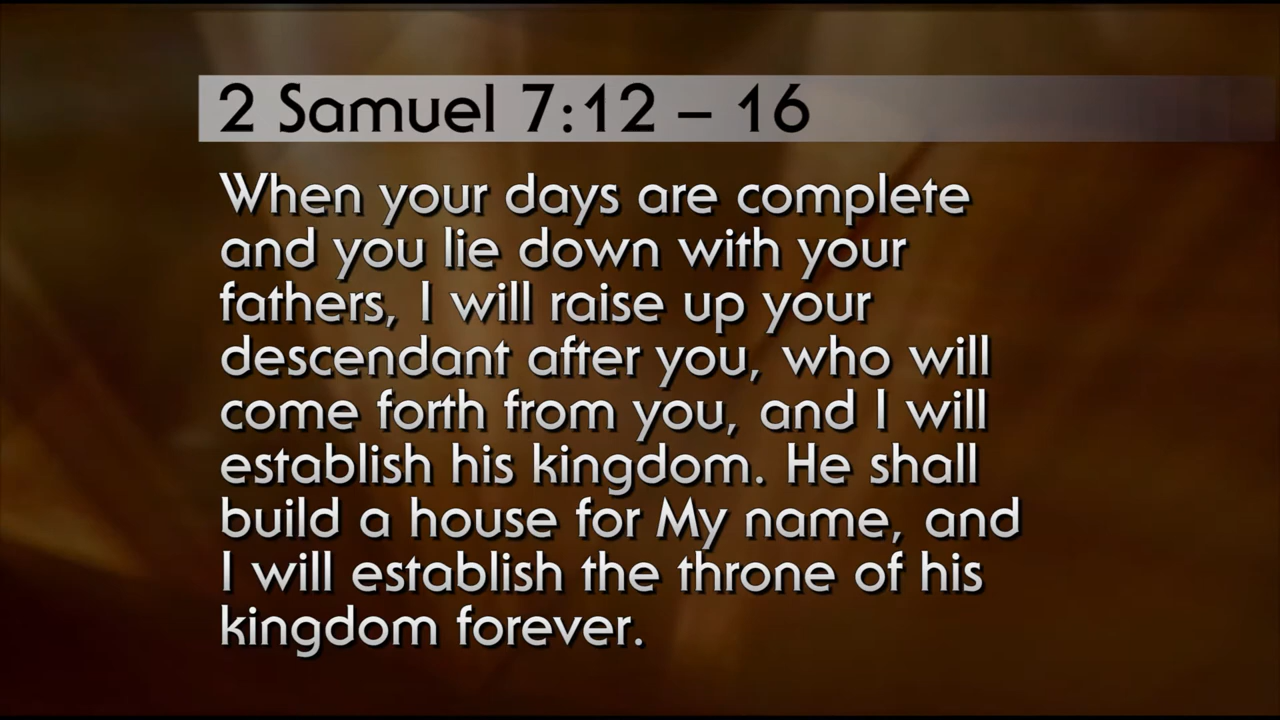 2 Samuel 7:12 – 16
When your days are complete
and you lie down with your
fathers, I will raise up your
descendant after you, who will
come forth from you, and I will
establish his kingdom. He shall
build a house for My name, and
I will establish the throne of his
kingdom forever.